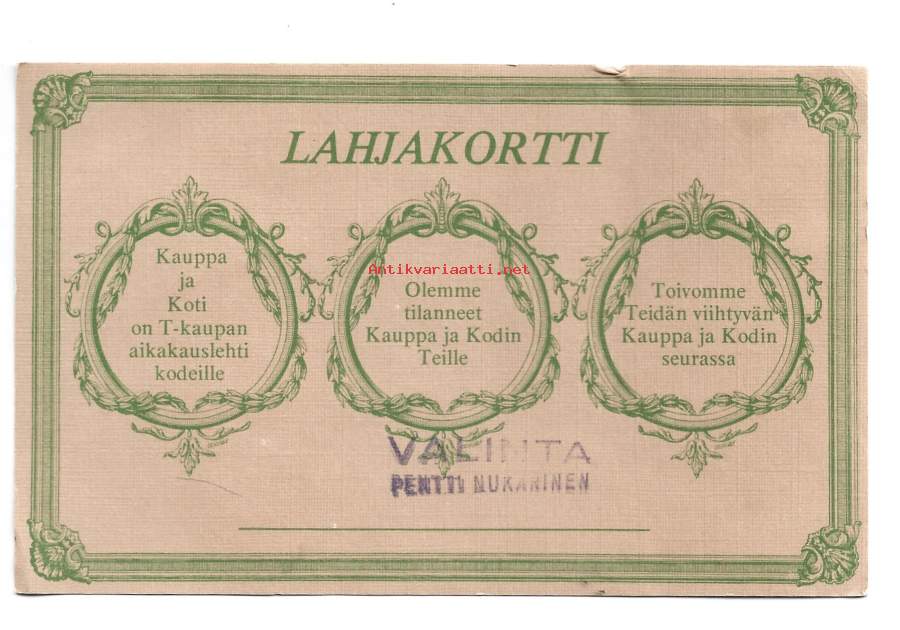 LAHJAKORTTI
Kauppa
ja
Koti
on T-kaupan
aikakauslehti
kodeille
Antikvariaatti.net
Olemme
tilanneet
Kauppa ja Kodin
Teille
Toivomme
Teidän viihtyvän
Kauppa ja Kodin
seurassa
VALINTA
PENTTI NUKARINEN